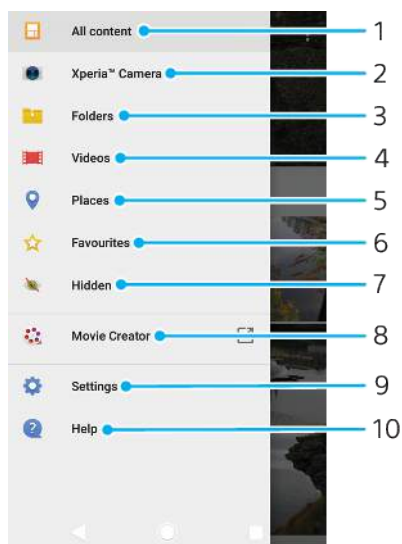 All content 1
Xperia™ Camera 2
Folders 3
Videos 4
Places 5
Favourites 6
Hidden 7
Movie Creator 8
Settings 9
Help 10